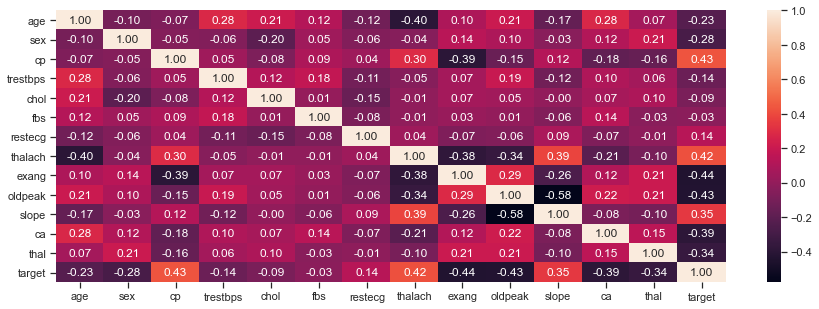 age 1.00 -0.10 -0.07 0.28 0.21 0.12 -0.12 -0.40 0.10 0.21 -0.17 0.28 0.07 -0.23
sex -0.10 1.00 -0.05 -0.06 -0.20 0.05 -0.06 -0.04 0.14 0.10 -0.03 0.12 0.21 -0.28
cp -0.07 -0.05 1.00 0.05 -0.08 0.09 0.04 0.30 -0.39 -0.15 0.12 -0.18 -0.16 0.43
trestbps 0.28 -0.06 0.05 1.00 0.12 0.18 -0.11 -0.05 0.07 0.19 -0.12 0.10 0.06 -0.14
chol 0.21 -0.20 -0.08 0.12 1.00 0.01 -0.15 -0.01 0.07 0.05 -0.00 0.07 0.10 -0.09
fbs 0.12 0.05 0.09 0.18 0.01 1.00 -0.08 -0.01 0.03 0.01 -0.06 0.14 -0.03 -0.03
restecg -0.12 -0.06 0.04 -0.11 -0.15 -0.08 1.00 0.04 -0.07 -0.06 0.09 -0.07 -0.01 0.14
thalach -0.40 -0.04 0.30 -0.05 -0.01 -0.01 0.04 1.00 -0.38 -0.34 0.39 -0.21 -0.10 0.42
exang 0.10 0.14 -0.39 0.07 0.07 0.03 -0.07 -0.38 1.00 0.29 -0.26 0.12 0.21 -0.44
oldpeak 0.21 0.10 -0.15 0.19 0.05 0.01 -0.06 -0.34 0.29 1.00 -0.58 0.22 0.21 -0.43
slope -0.17 -0.03 0.12 -0.12 -0.00 -0.06 0.09 0.39 -0.26 -0.58 1.00 -0.08 -0.10 0.35
ca 0.28 0.12 -0.18 0.10 0.07 0.14 -0.07 -0.21 0.12 0.22 -0.08 1.00 0.15 -0.39
thal 0.07 0.21 -0.16 0.06 0.10 -0.03 -0.01 -0.10 0.21 0.21 -0.10 0.15 1.00 -0.34
target -0.23 -0.28 0.43 -0.14 -0.09 -0.03 0.14 0.42 -0.44 -0.43 0.35 -0.39 -0.34 1.00
age sex cp trestbps chol fbs restecg thalach exang oldpeak slope ca thal target
1.0
0.8
0.6
0.4
0.2
0.0
−0.2
−0.4